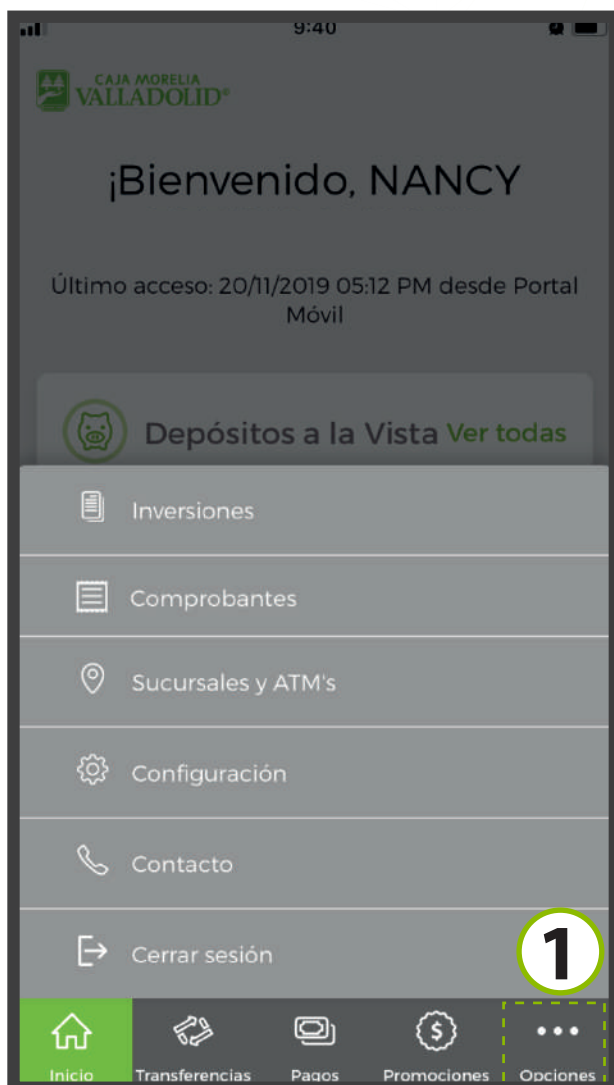 9:40
CAJA MORELIA
VALLADOLID®
¡Bienvenido, NANCY
Último acceso: 20/11/2019 05:12 PM desde Portal
Móvil
Depósitos a la Vista Ver todas
Inversiones
Comprobantes
Sucursales y ATM's
Configuración
Contacto
Cerrar sesión
1
Inicio Transferencias Pagos Promociones Opciones